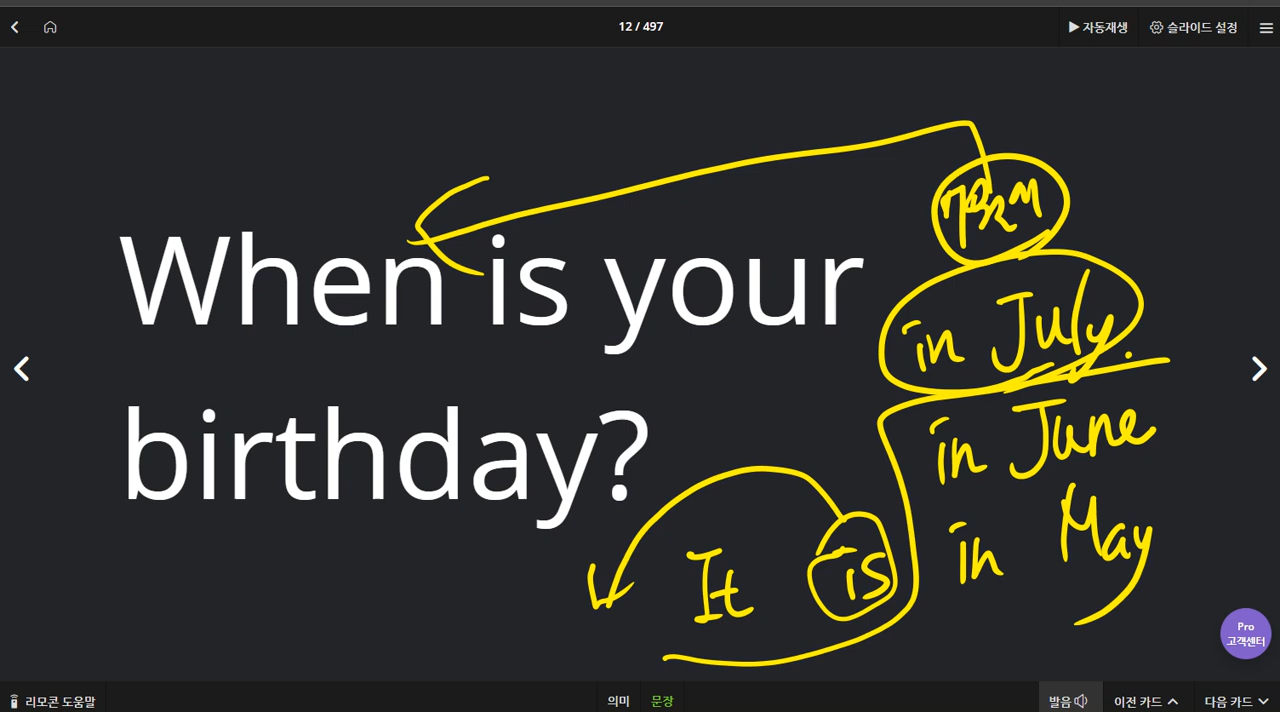 12 / 497
자동재생
슬라이드 설정
When is your
birthday?
in July.
in June
in May
It is
Pro
고객센터
리모콘 도움말
의미
문장
발음
이전 카드
다음 카드